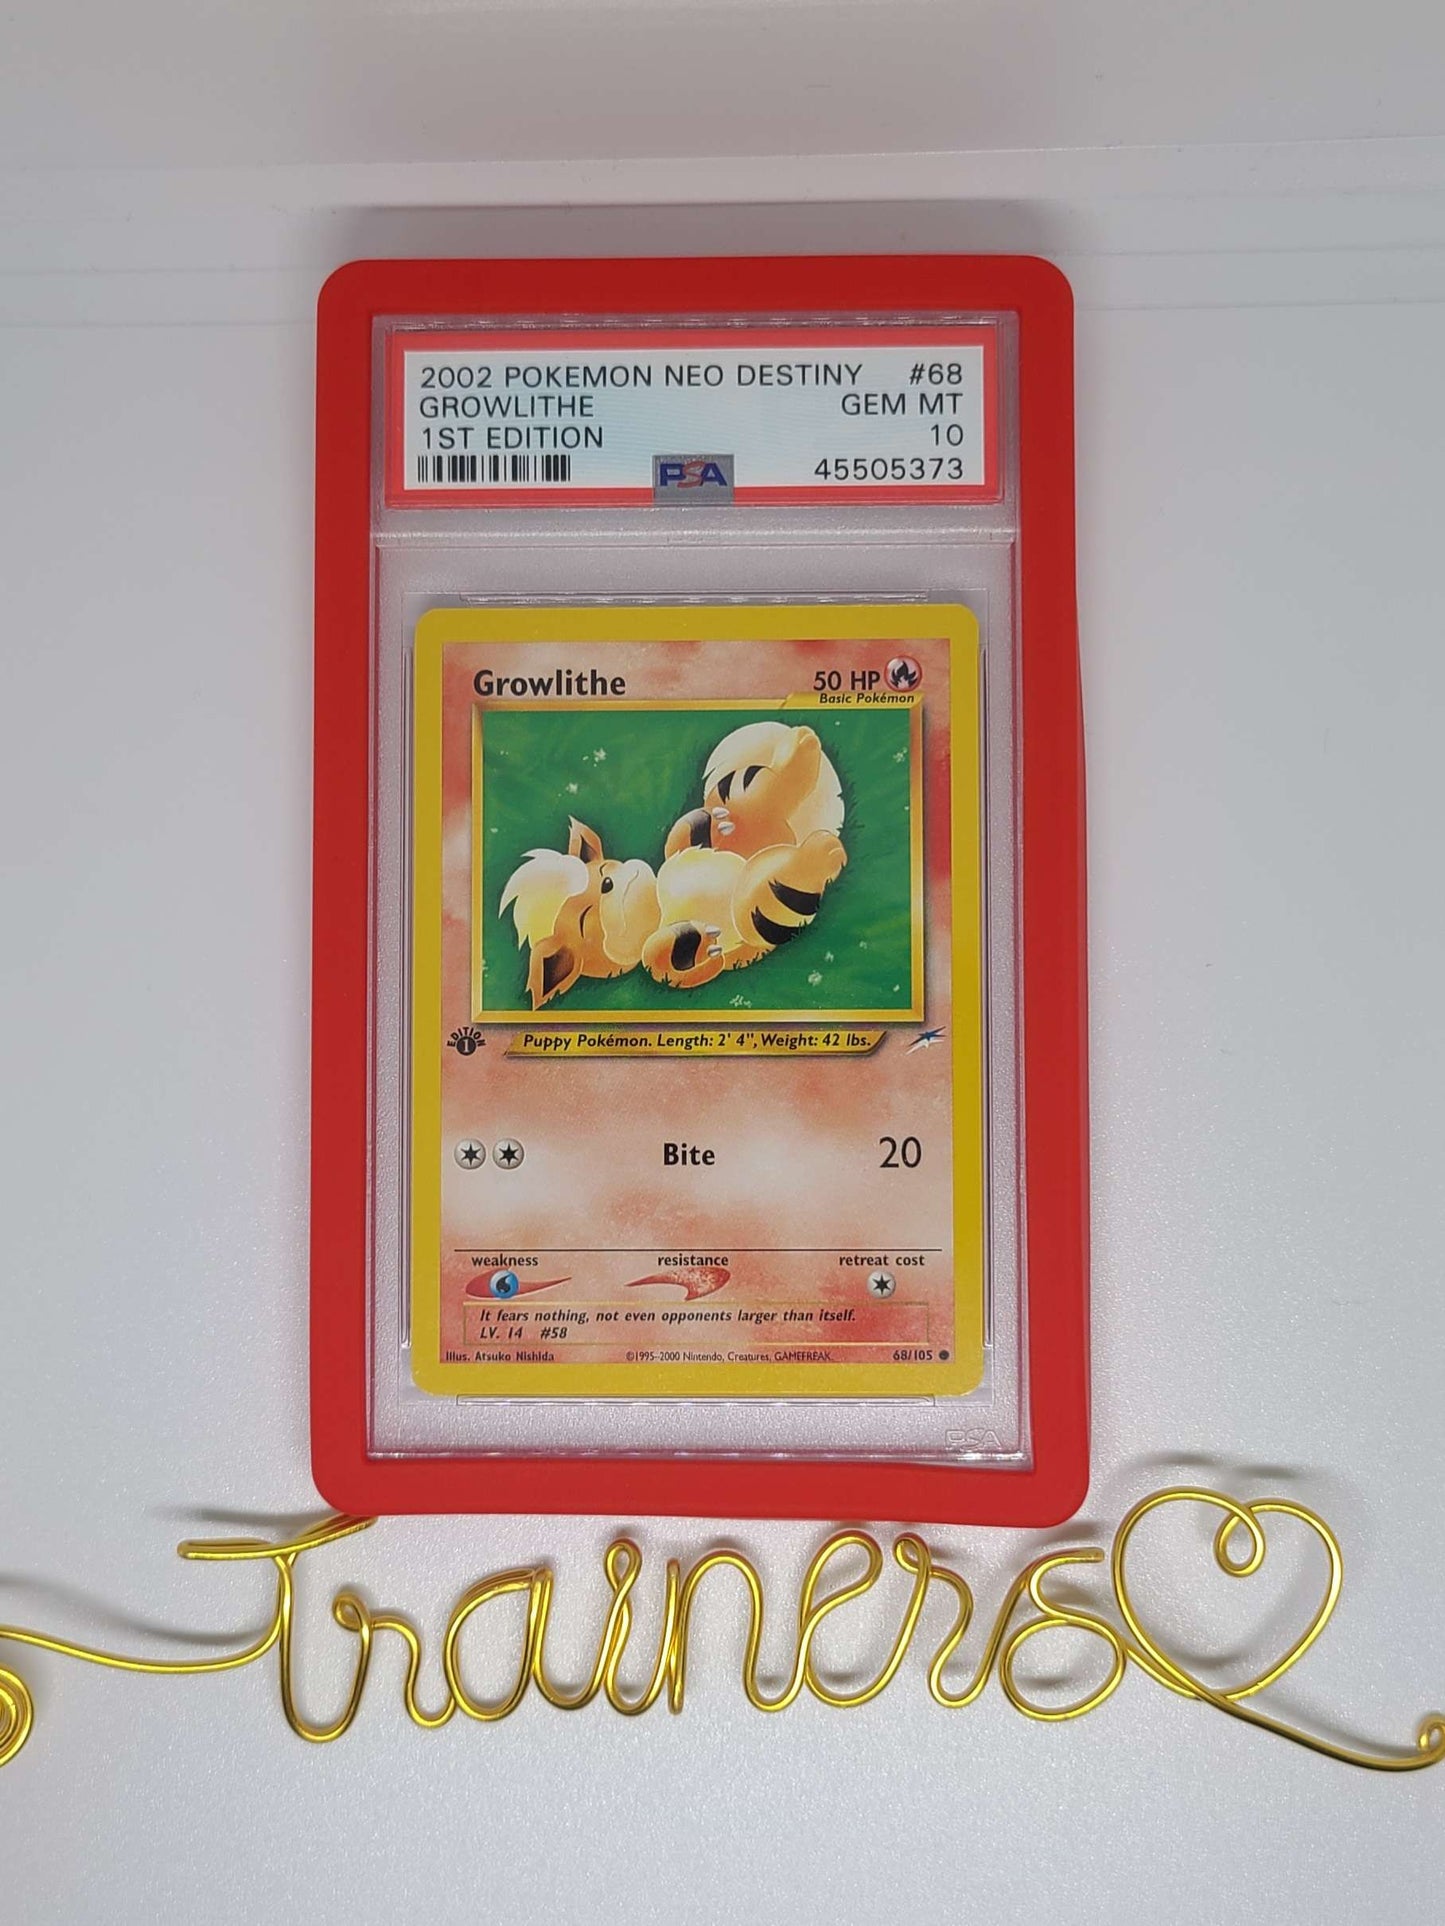 2002 POKEMON NEO DESTINY #68
GROWLITHE GEM MT
1ST EDITION 10
PSA 45505373
Growlithe 50 HP
Basic Pokémon
EDITION 1
Puppy Pokémon. Length: 2' 4", Weight: 42 lbs.
Bite 20
weakness resistance retreat cost
It fears nothing, not even opponents larger than itself.
LV. 14 #58
Illus. Atsuko Nishida ©1995-2000 Nintendo, Creatures, GAMEFREAK. 68/105
PSA
trainers